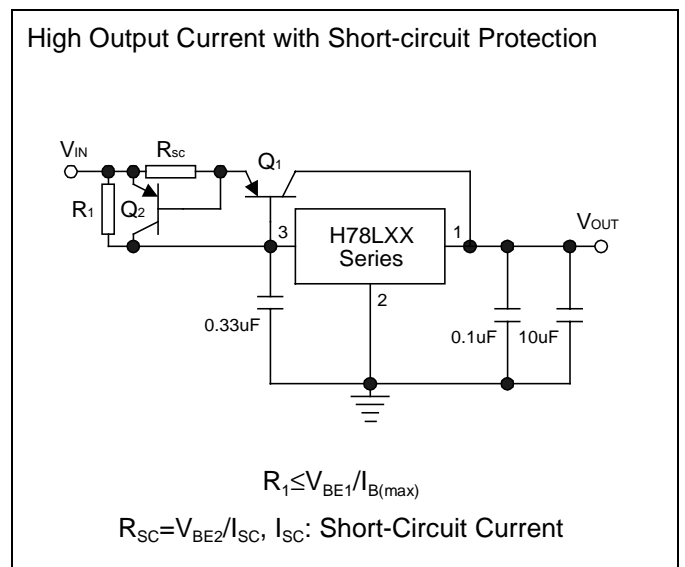 High Output Current with Short-circuit Protection
VIN
Rsc
Q1
R1
Q2
VOUT
3
H78LXX
Series
1
2
0.33uF
0.1uF
10uF
R1≤VBE1/IB(max)
RSC=VBE2/ISC, ISC: Short-Circuit Current